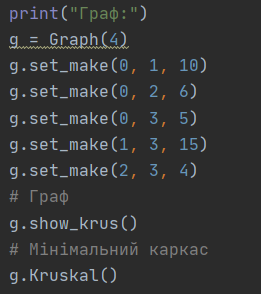 print("Граф:")
g = Graph(4)
g.set_make(0, 1, 10)
g.set_make(0, 2, 6)
g.set_make(0, 3, 5)
g.set_make(1, 3, 15)
g.set_make(2, 3, 4)
# Граф
g.show_krus()
# Мінімальний каркас
g.Kruskal()